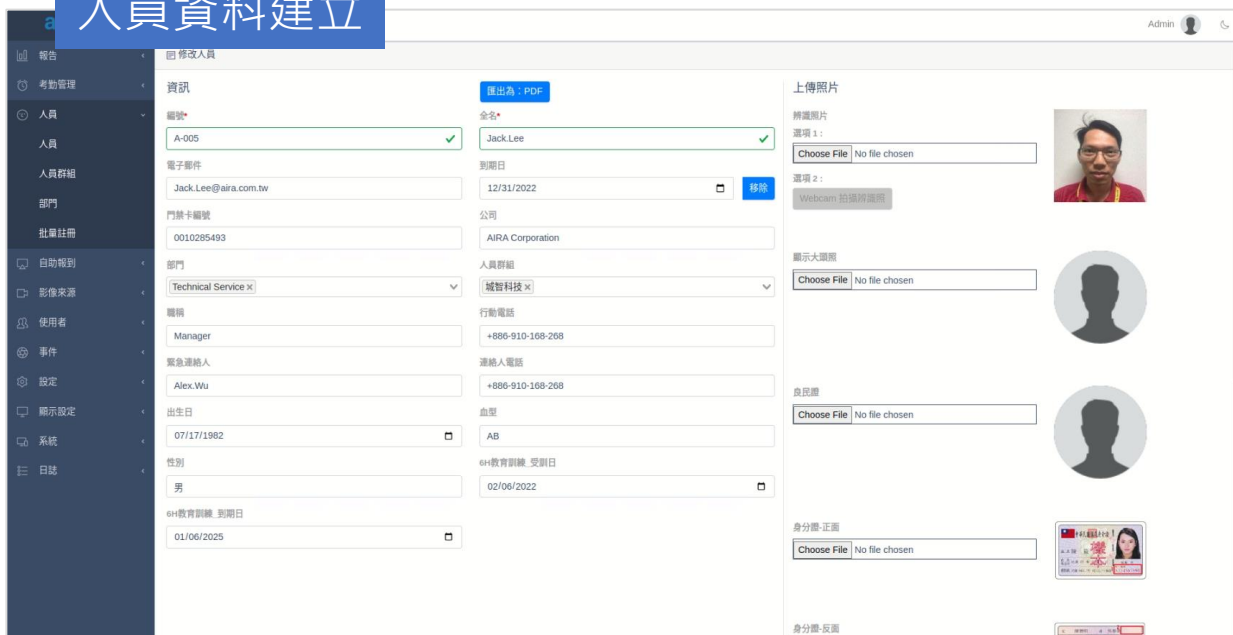 人員資料建立
a
Admin
報告
修改人員
考勤管理
資訊
匯出為：PDF
上傳照片
人員
編號*
全名*
辨識照片
A-005
Jack.Lee
選項 1 :
人員
Choose File No file chosen
電子郵件
到期日
人員群組
Jack.Lee@aira.com.tw
12/31/2022
移除
選項 2 :
Webcam 拍攝辨識照
部門
門禁卡編號
公司
批量註冊
0010285493
AIRA Corporation
自助報到
部門
人員群組
顯示大頭照
Technical Service ×
城智科技 ×
Choose File No file chosen
影像來源
職稱
行動電話
使用者
Manager
+886-910-168-268
事件
緊急連絡人
連絡人電話
設定
Alex.Wu
+886-910-168-268
良民證
顯示設定
出生日
血型
Choose File No file chosen
07/17/1982
AB
系統
性別
6H教育訓練_受訓日
日誌
男
02/06/2022
6H教育訓練_到期日
01/06/2025
身分證-正面
Choose File No file chosen
身分證-反面